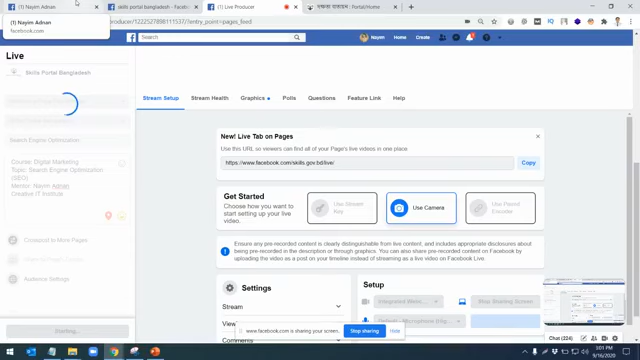 (1) Nayim Adnan
skills portal bangladesh - Facebo
(1) Live Producer
Portal|Home
(1) Nayim Adnan
facebook.com
roducer/122252789111537/?entry_point=pages_feed
Search
Nayim
Home
Create
Live
Skills Portal Bangladesh
Search Engine Optimization
Course: Digital Marketing
Topic: Search Engine Optimization
(SEO)
Mentor: Nayim Adnan
Creative IT Institute
Crosspost to More Pages
Audience Settings
Starting...
Stream Setup
Stream Health
Graphics
Polls
Questions
Feature Link
Help
New! Live Tab on Pages
Use this URL so viewers can find all of your Page's live videos in one place.
https://www.facebook.com/skills.gov.bd/live/
Copy
Get Started
Choose how you want to start setting up your live video.
Use Stream Key
Use Camera
Use Paired Encoder
Ensure any pre-recorded content is clearly distinguishable from live content, and includes appropriate disclosures about
being pre-recorded in the description or through graphics. You can also share pre-recorded content on Facebook by
uploading the video as a post on your timeline instead of streaming as a live video on Facebook Live.
Settings
Stream
View
Comments
Setup
Stop Sharing Screen
www.facebook.com is sharing your screen.
Stop sharing
Hide
Chat (224)
3:01 PM
9/16/2020